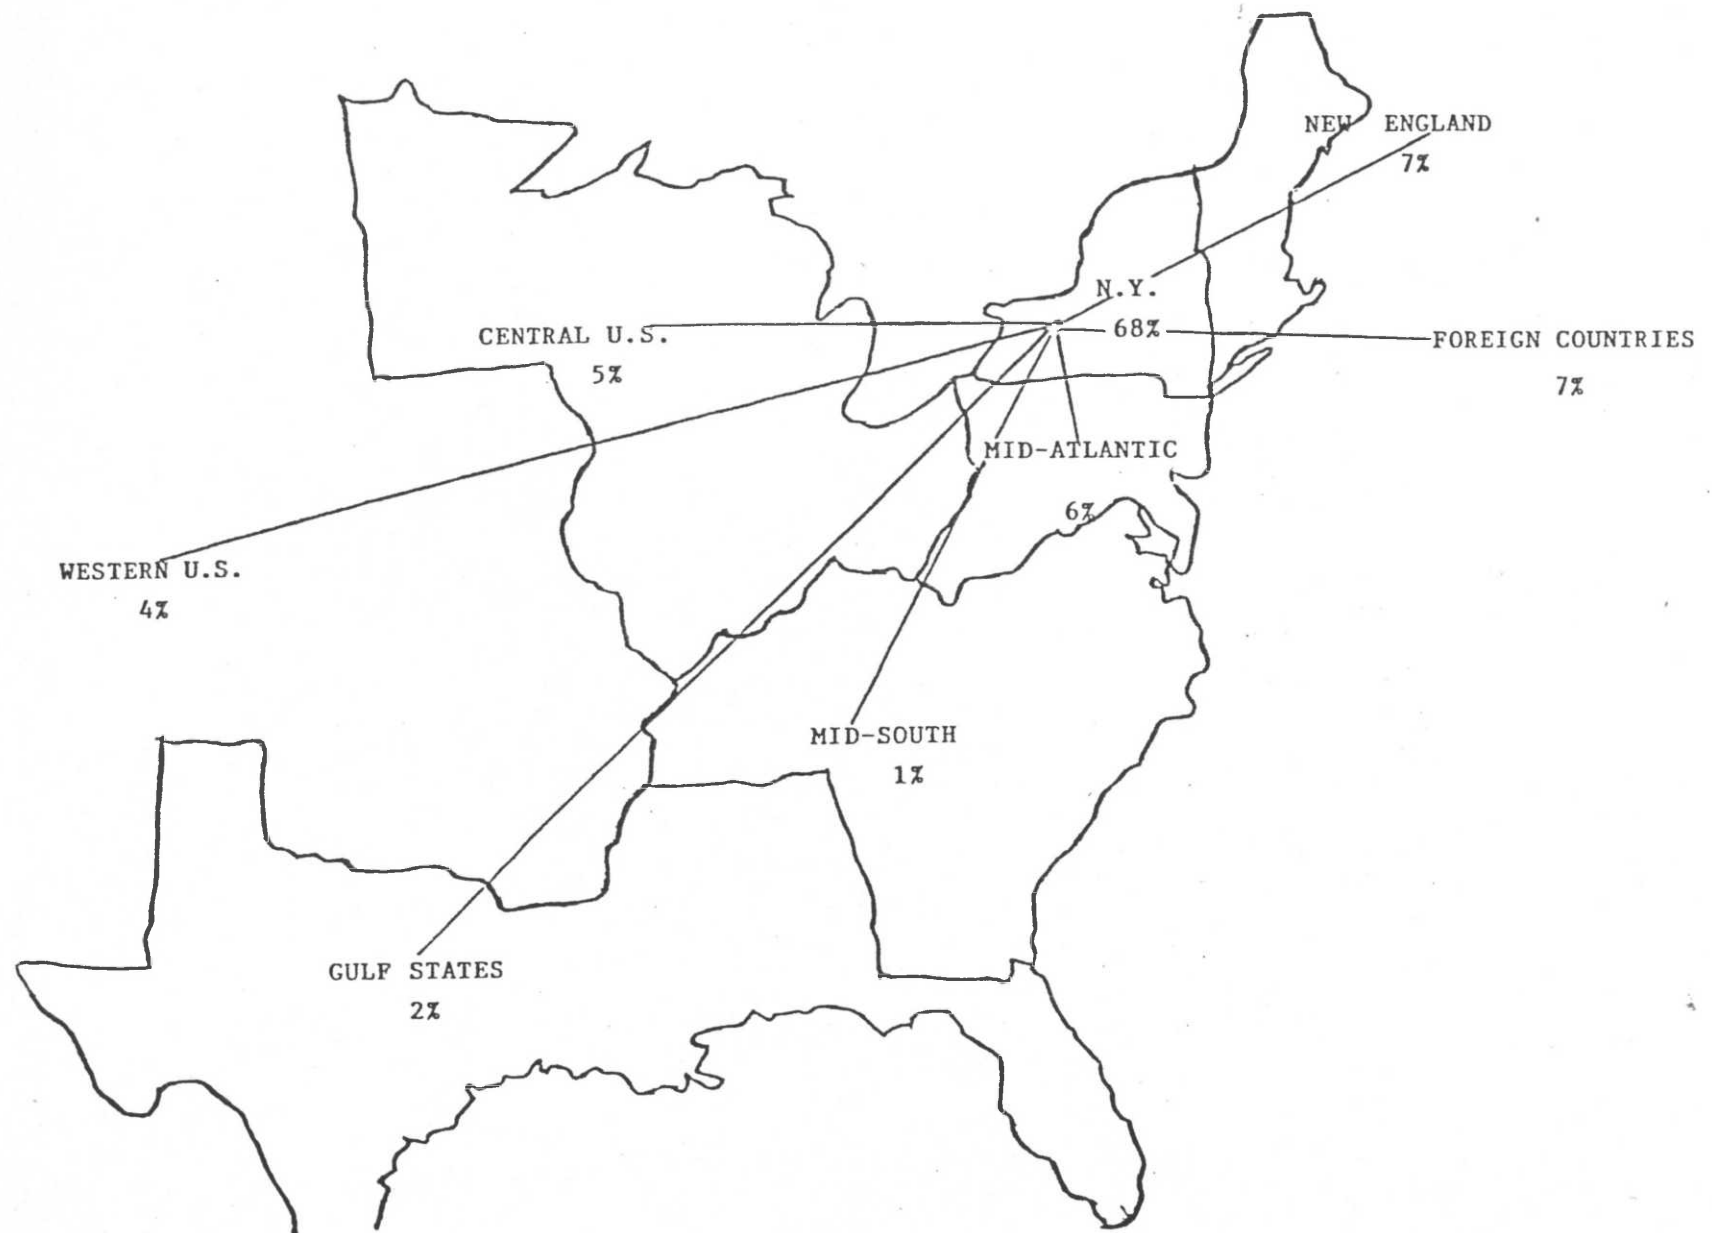 NEW ENGLAND
7%
N.Y.
68%
CENTRAL U.S.
5%
FOREIGN COUNTRIES
7%
MID-ATLANTIC
6%
WESTERN U.S.
4%
MID-SOUTH
1%
GULF STATES
2%